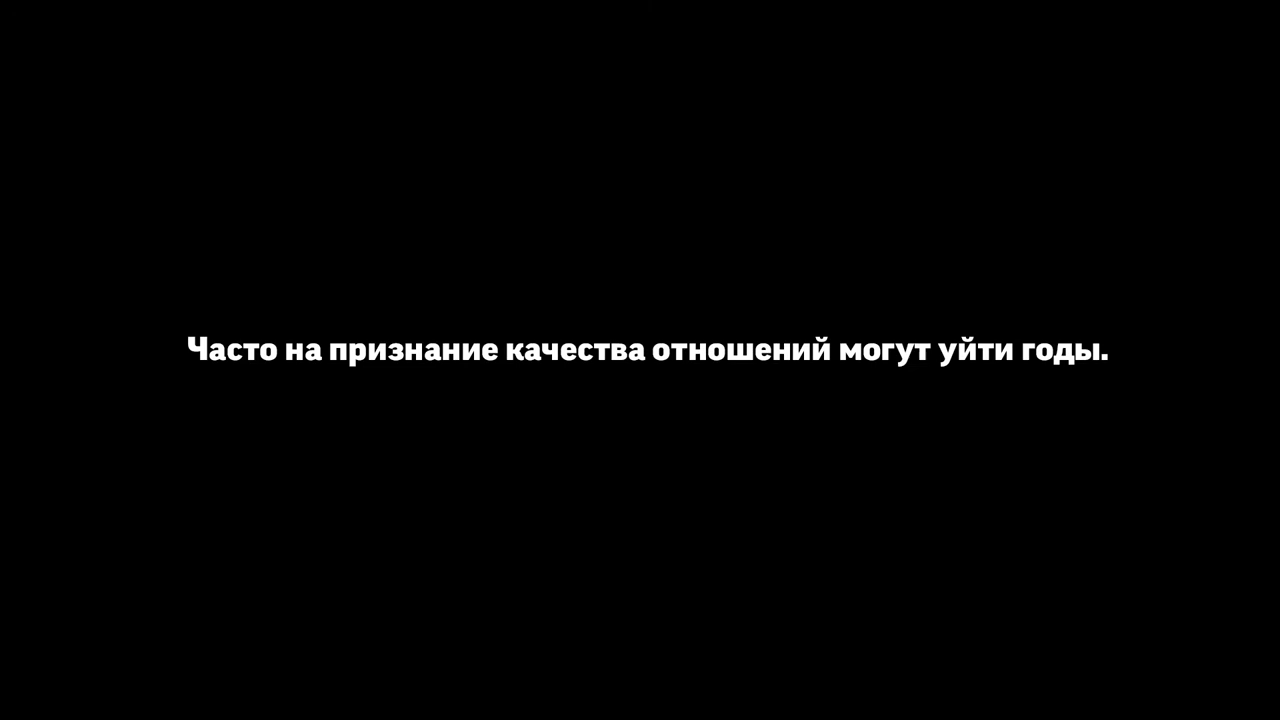 Часто на признание качества отношений могут уйти годы.